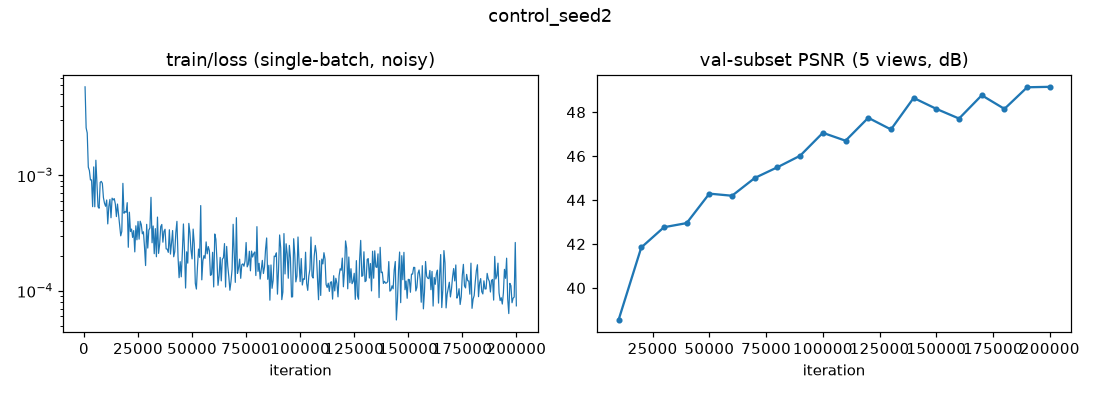 control_seed2
train/loss (single-batch, noisy)
val-subset PSNR (5 views, dB)
10⁻³
10⁻⁴
0 25000 50000 75000 100000 125000 150000 175000 200000
iteration
48
46
44
42
40
25000 50000 75000 100000 125000 150000 175000 200000
iteration